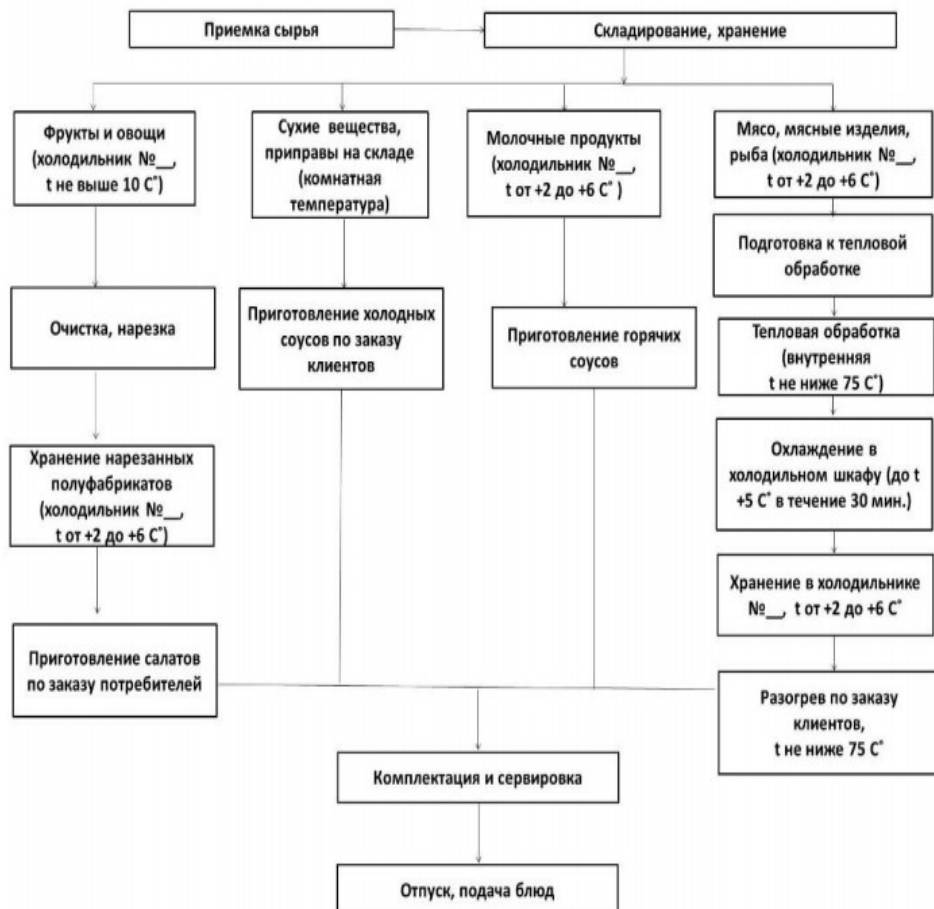 Приемка сырья
Складирование, хранение
Фрукты и овощи
(холодильник №__,
t не выше 10 С°)
Сухие вещества,
приправы на складе
(комнатная
температура)
Молочные продукты
(холодильник №__,
t от +2 до +6 С° )
Мясо, мясные изделия,
рыба (холодильник №__,
t от +2 до +6 С°)
Подготовка к тепловой
обработке
Очистка, нарезка
Приготовление холодных
соусов по заказу
клиентов
Приготовление горячих
соусов
Тепловая обработка
(внутренняя
t не ниже 75 С°)
Хранение нарезанных
полуфабрикатов
(холодильник №__,
t от +2 до +6 С°)
Охлаждение в
холодильном шкафу (до t
+5 С° в течение 30 мин.)
Хранение в холодильнике
№__, t от +2 до +6 С°
Приготовление салатов
по заказу потребителей
Разогрев по заказу
клиентов,
t не ниже 75 С°
Комплектация и сервировка
Отпуск, подача блюд